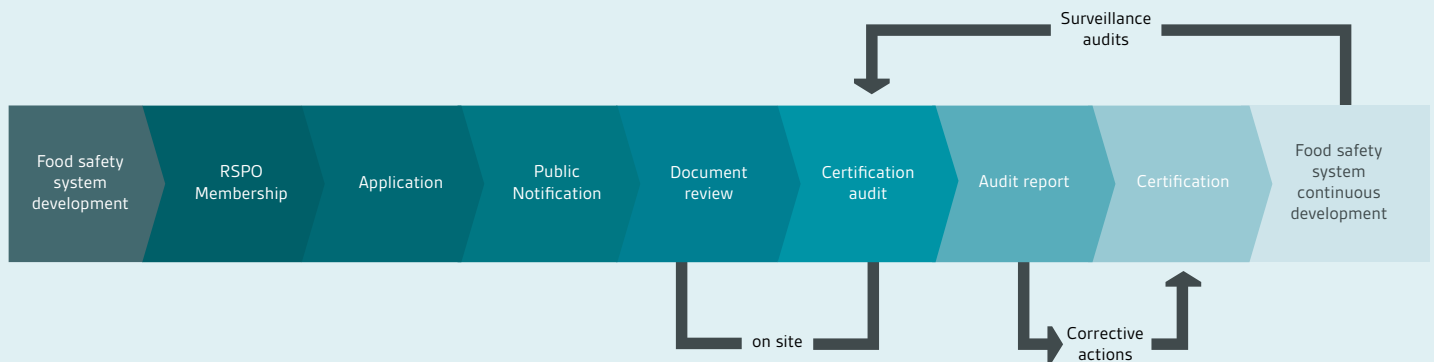 Surveillance
audits
Food safety
system
development
RSPO
Membership
Application
Public
Notification
Document
review
Certification
audit
Audit report
Certification
Food safety
system
continuous
development
on site
Corrective
actions